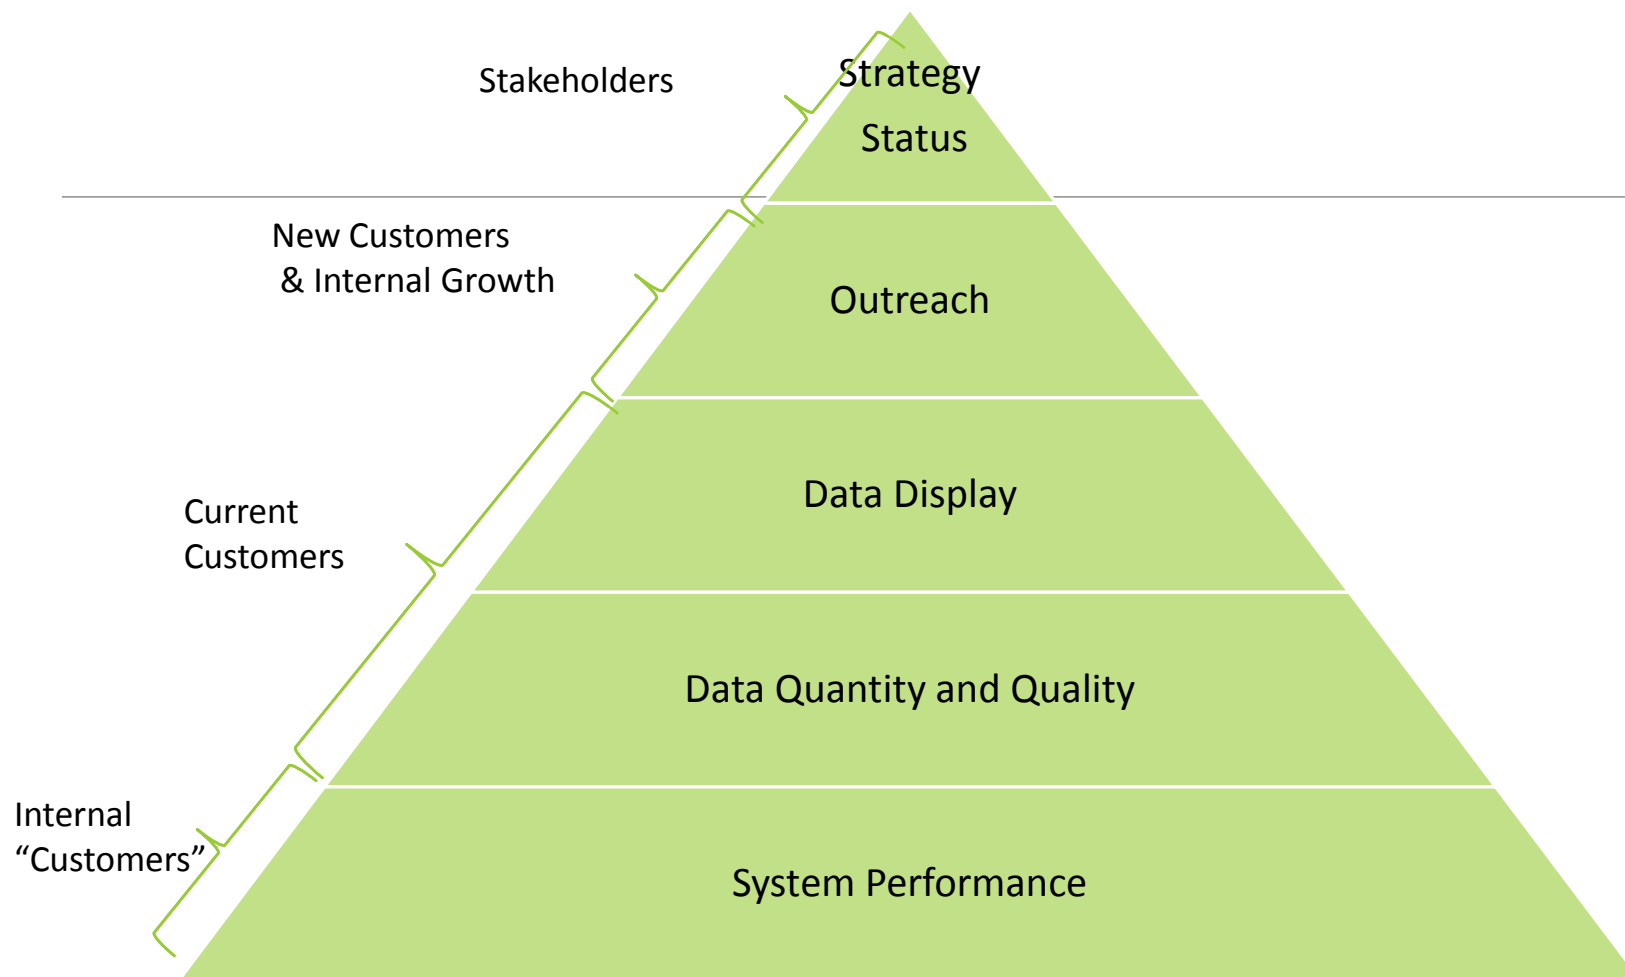 Stakeholders
Strategy
Status
New Customers
& Internal Growth
Outreach
Data Display
Current
Customers
Data Quantity and Quality
Internal
“Customers”
System Performance